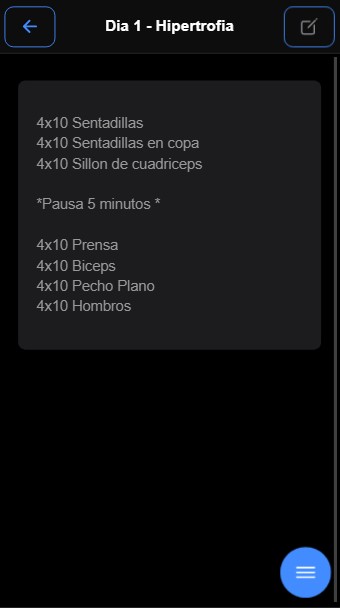 Dia 1 - Hipertrofia
4x10 Sentadillas
4x10 Sentadillas en copa
4x10 Sillon de cuadriceps
*Pausa 5 minutos *
4x10 Prensa
4x10 Biceps
4x10 Pecho Plano
4x10 Hombros